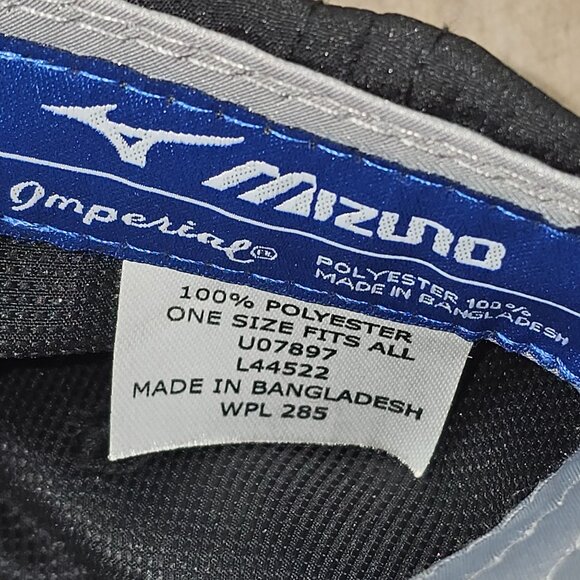 MIZUNO
Imperial
POLYESTER 100%
MADE IN BANGLADESH
100% POLYESTER
ONE SIZE FITS ALL
U07897
L44522
MADE IN BANGLADESH
WPL 285